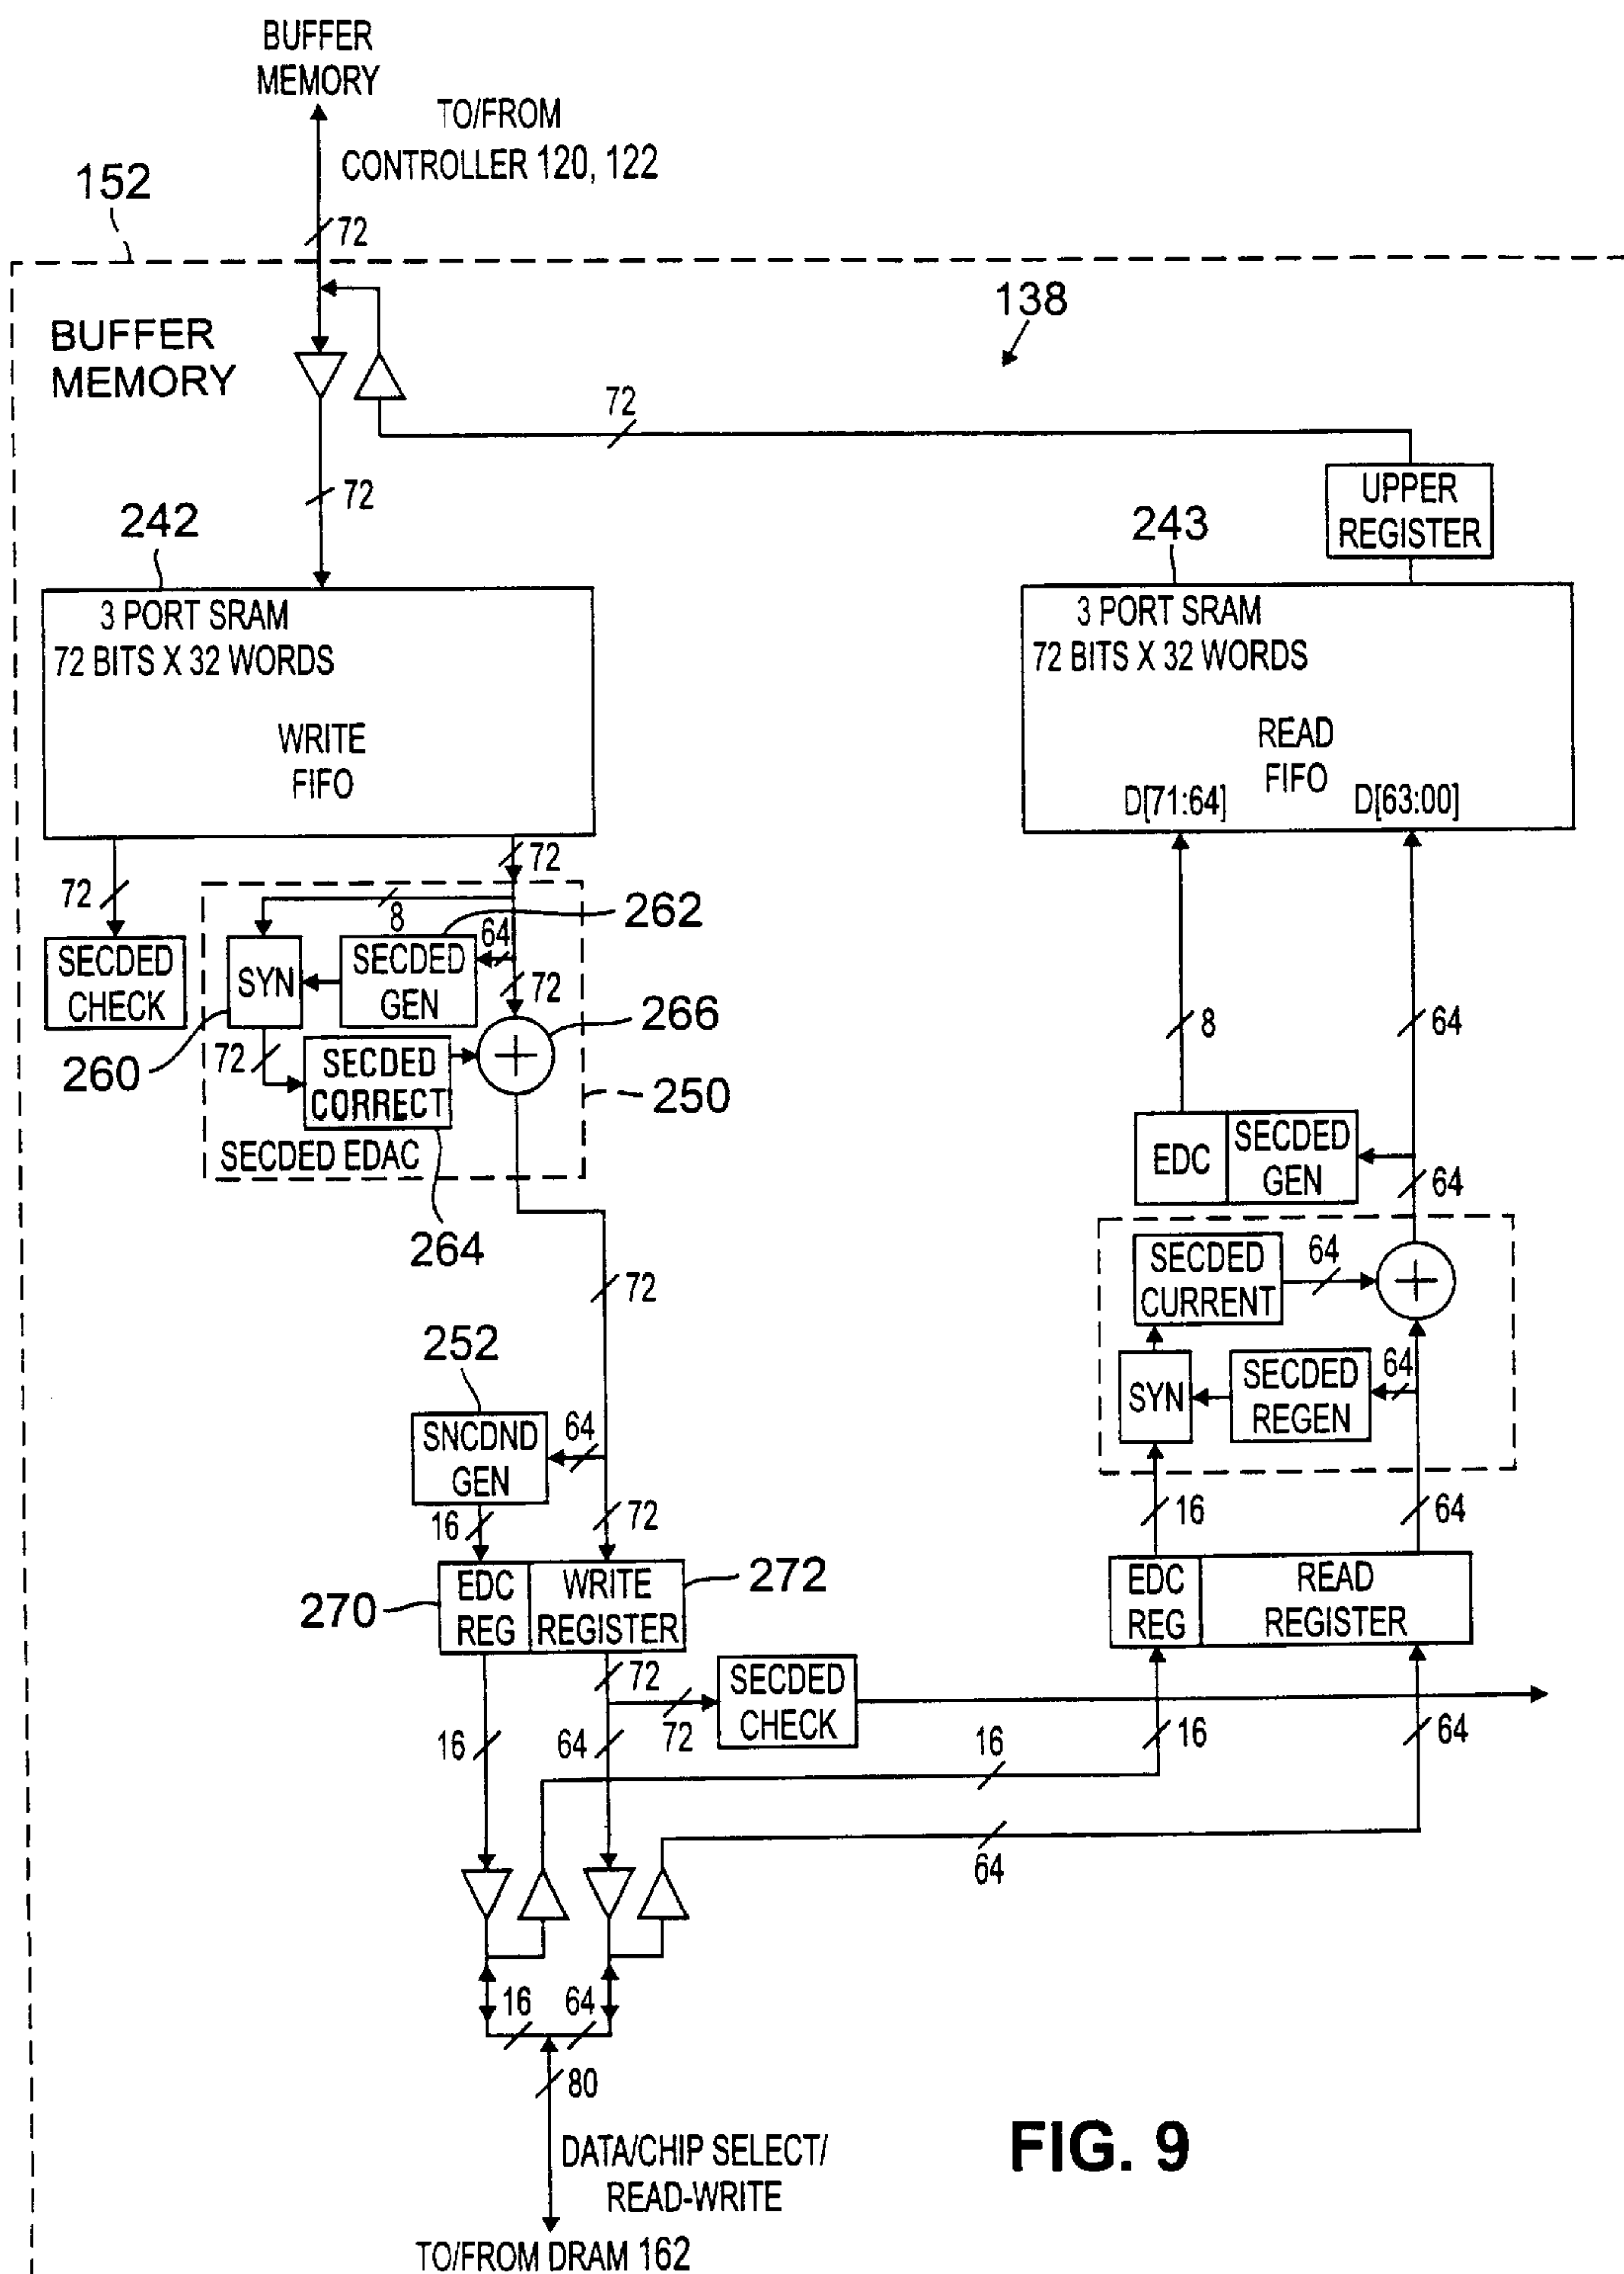 BUFFER
MEMORY
TO/FROM
CONTROLLER 120, 122
152
72
138
BUFFER
MEMORY
72
72
UPPER
REGISTER
242
243
3 PORT SRAM
72 BITS X 32 WORDS
WRITE
FIFO
3 PORT SRAM
72 BITS X 32 WORDS
READ
FIFO
D[71:64]
D[63:00]
72
72
8
262
64
SECDED
CHECK
SYN
SECDED
GEN
72
266
260
72
SECDED
CORRECT
250
SECDED EDAC
264
8
64
EDC
SECDED
GEN
64
72
SECDED
CURRENT
64
252
SYN
SECDED
REGEN
64
SNCDND
GEN
64
16
72
16
64
270
EDC
REG
WRITE
REGISTER
272
EDC
REG
READ
REGISTER
72
SECDED
CHECK
72
16
64
16
16
64
64
16
64
80
DATA/CHIP SELECT/
READ-WRITE
TO/FROM DRAM 162
FIG. 9